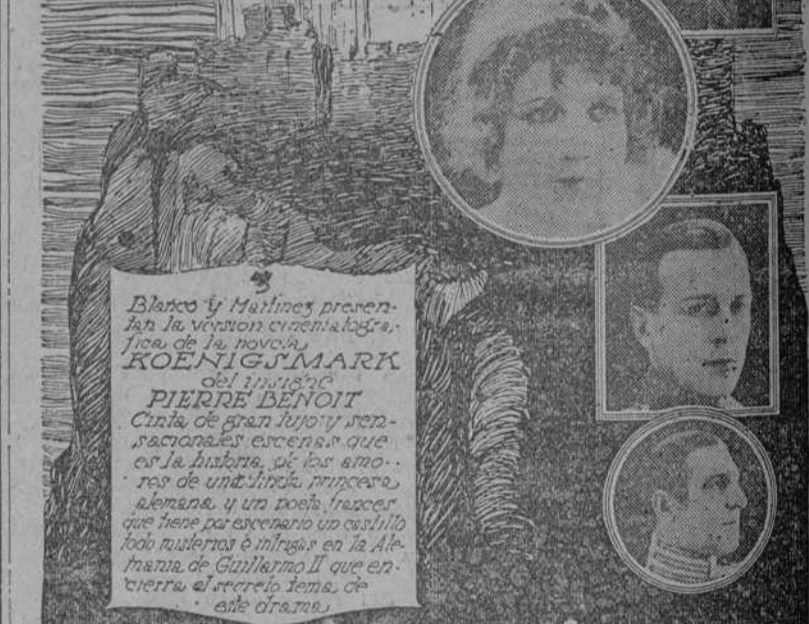 Blanco y Martinez presen-
tan la versión cinematogra-
fica de la novela
KOENIGSMARK
del insigne
PIERRE BENOIT
Cinta de gran lujo y sen-
sacionales escenas que
es la historia de los amo-
res de una linda princesa
alemana y un poeta frances
que tiene por escenario un castillo
todo misterios é intrigas en la Ale-
mania de Guillermo II que en-
cierra el secreto tema de
este drama